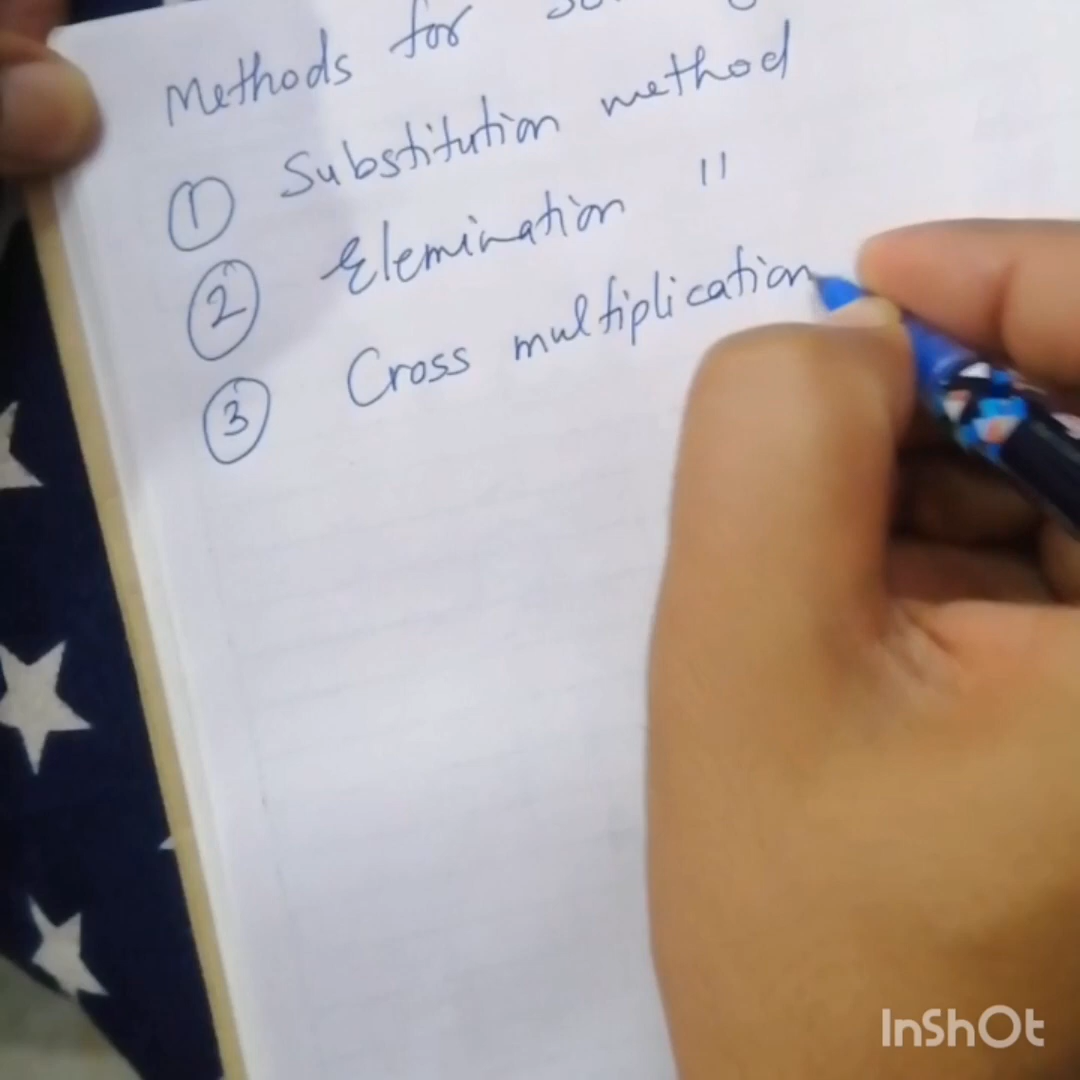 Methods for
① Substitution method
② Elemination "
③ Cross multiplication
InShOt